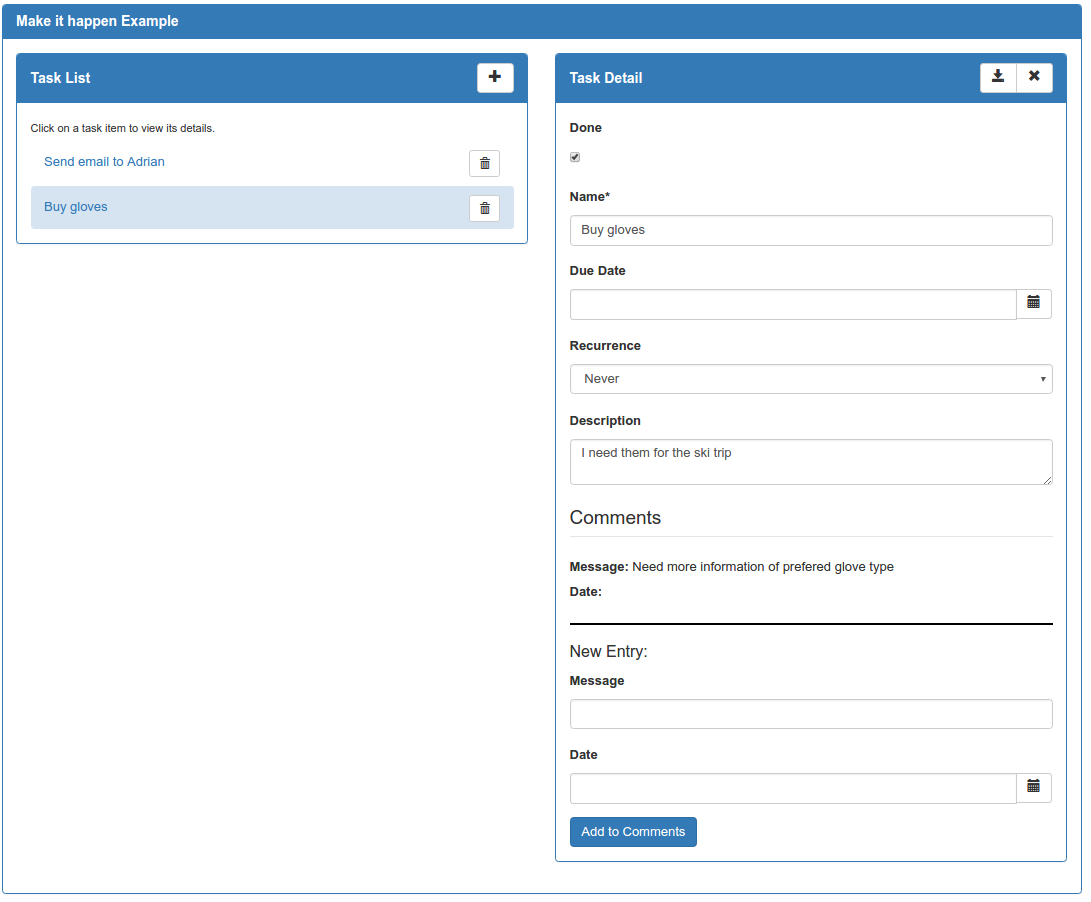 Make it happen Example
Task List
Click on a task item to view its details.
Send email to Adrian
Buy gloves
Task Detail
Done
Name*
Buy gloves
Due Date
Recurrence
Never
Description
I need them for the ski trip
Comments
Message: Need more information of prefered glove type
Date:
New Entry:
Message
Date
Add to Comments